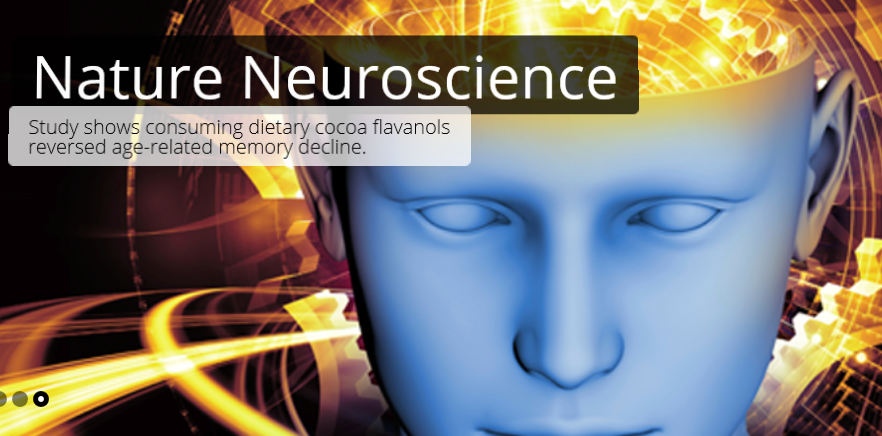 Nature Neuroscience
Study shows consuming dietary cocoa flavanols
reversed age-related memory decline.